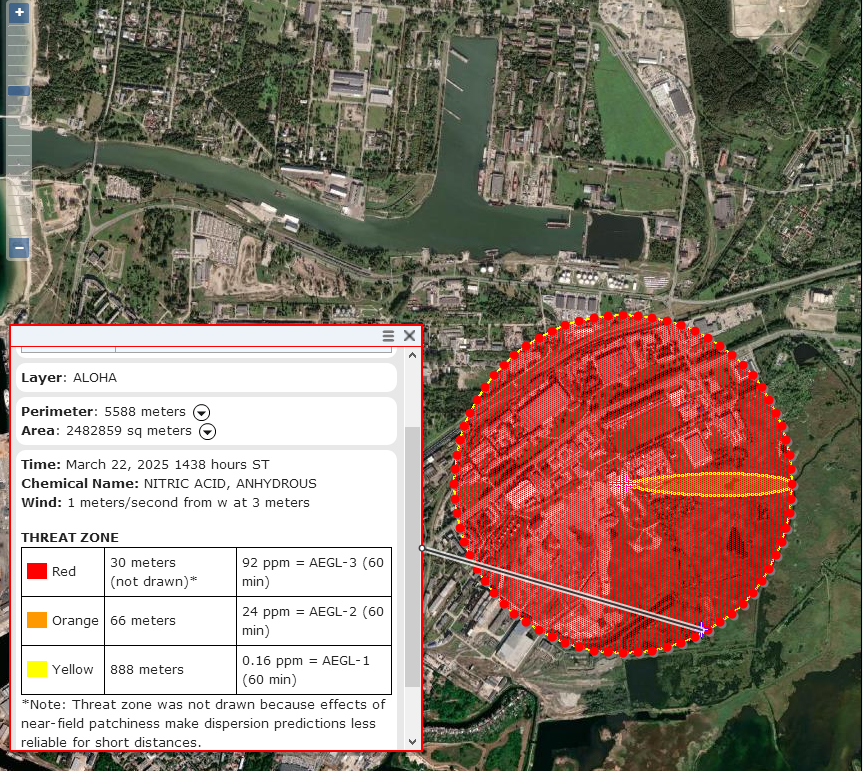 Layer: ALOHA
Perimeter: 5588 meters
Area: 2482859 sq meters
Time: March 22, 2025 1438 hours ST
Chemical Name: NITRIC ACID, ANHYDROUS
Wind: 1 meters/second from w at 3 meters
THREAT ZONE
Red 30 meters (not drawn)* 92 ppm = AEGL-3 (60 min)
Orange 66 meters 24 ppm = AEGL-2 (60 min)
Yellow 888 meters 0.16 ppm = AEGL-1 (60 min)
*Note: Threat zone was not drawn because effects of
near-field patchiness make dispersion predictions less
reliable for short distances.